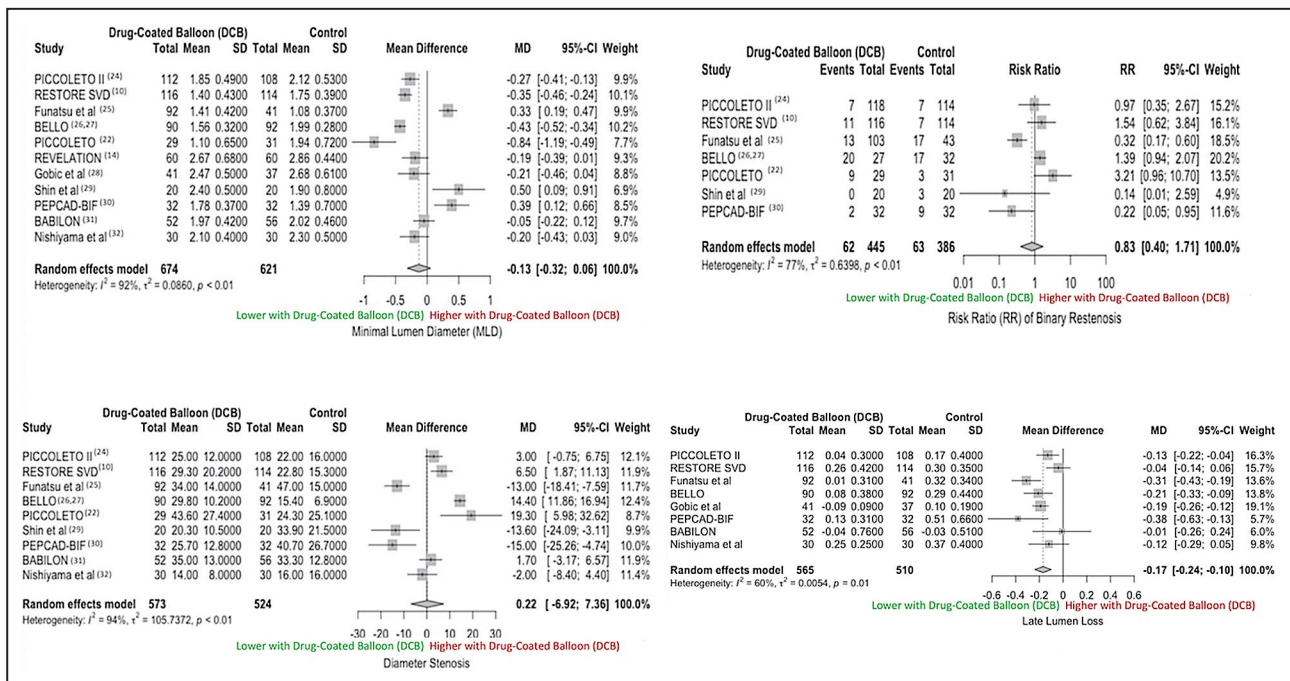 Drug-Coated Balloon (DCB) Control
Study Total Mean SD Total Mean SD Mean Difference MD 95%-CI Weight
PICCOLETO II (24) 112 1.85 0.4900 108 2.12 0.5300 -0.27 [-0.41; -0.13] 9.9%
RESTORE SVD (10) 116 1.40 0.4300 114 1.75 0.3900 -0.35 [-0.46; -0.24] 10.1%
Funatsu et al (25) 92 1.41 0.4200 41 1.08 0.3700 0.33 [0.19; 0.47] 9.9%
BELLO (26,27) 90 1.56 0.3200 92 1.99 0.2800 -0.43 [-0.52; -0.34] 10.2%
PICCOLETO (22) 29 1.10 0.6500 31 1.94 0.7200 -0.84 [-1.19; -0.49] 7.7%
REVELATION (14) 60 2.67 0.6800 60 2.86 0.4400 -0.19 [-0.39; 0.01] 9.3%
Gobic et al (28) 41 2.47 0.5000 37 2.68 0.6100 -0.21 [-0.46; 0.04] 8.8%
Shin et al (29) 20 2.40 0.5000 20 1.90 0.8000 0.50 [0.09; 0.91] 7.0%
PEPCAD-BIF (30) 32 1.78 0.3700 32 1.39 0.7000 0.39 [0.12; 0.66] 8.5%
BABILON (31) 52 1.97 0.4200 56 2.02 0.4600 -0.05 [-0.22; 0.12] 9.6%
Nishiyama et al (32) 30 2.10 0.4000 30 2.30 0.5000 -0.20 [-0.43; 0.03] 9.0%
Random effects model 674 621 -0.13 [-0.32; 0.06] 100.0%
Heterogeneity: I² = 92%, τ² = 0.0860, p < 0.01
-1 -0.5 0 0.5 1
Lower with Drug-Coated Balloon (DCB) Higher with Drug-Coated Balloon (DCB)
Minimal Lumen Diameter (MLD)
Drug-Coated Balloon (DCB) Control
Study Events Total Events Total Risk Ratio RR 95%-CI Weight
PICCOLETO II (24) 7 118 7 114 0.97 [0.35; 2.67] 15.2%
RESTORE SVD (10) 11 116 7 114 1.54 [0.62; 3.84] 16.1%
Funatsu et al (25) 13 103 17 43 0.32 [0.17; 0.60] 18.5%
BELLO (26,27) 20 27 17 32 1.39 [0.94; 2.07] 20.2%
PICCOLETO (22) 9 29 3 31 3.21 [0.96; 10.70] 13.5%
Shin et al (29) 0 20 3 20 0.14 [0.01; 2.59] 4.9%
PEPCAD-BIF (30) 2 32 9 32 0.22 [0.05; 0.95] 11.6%
Random effects model 62 445 63 386 0.83 [0.40; 1.71] 100.0%
Heterogeneity: I² = 77%, τ² = 0.6398, p < 0.01
0.01 0.1 0 1 10 100
Lower with Drug-Coated Balloon (DCB) Higher with Drug-Coated Balloon (DCB)
Risk Ratio (RR) of Binary Restenosis
Drug-Coated Balloon (DCB) Control
Study Total Mean SD Total Mean SD Mean Difference MD 95%-CI Weight
PICCOLETO II (24) 112 25.00 12.0000 108 22.00 16.0000 3.00 [-0.75; 6.75] 12.1%
RESTORE SVD (10) 116 29.30 20.2000 114 22.80 15.3000 6.50 [1.87; 11.13] 11.9%
Funatsu et al (25) 92 34.00 14.0000 41 47.00 15.0000 -13.00 [-18.41; -7.59] 11.7%
BELLO (26,27) 90 29.80 10.2000 92 15.40 6.9000 14.40 [11.86; 16.94] 12.4%
PICCOLETO (22) 29 43.60 27.4000 31 24.30 25.1000 19.30 [5.98; 32.62] 8.7%
Shin et al (29) 20 20.30 10.5000 20 33.90 21.5000 -13.60 [-24.09; -3.11] 9.9%
PEPCAD-BIF (30) 32 25.70 12.8000 32 40.70 26.7000 -15.00 [-25.26; -4.74] 10.0%
BABILON (31) 52 35.00 13.5000 56 33.30 12.8000 1.70 [-3.17; 6.57] 11.8%
Nishiyama et al (32) 30 14.00 8.0000 30 16.00 16.0000 -2.00 [-8.40; 4.40] 11.4%
Random effects model 573 524 0.22 [-6.92; 7.36] 100.0%
Heterogeneity: I² = 94%, τ² = 105.7372, p < 0.01
-30 -20 -10 0 10 20 30
Lower with Drug-Coated Balloon (DCB) Higher with Drug-Coated Balloon (DCB)
Diameter Stenosis
Drug-Coated Balloon (DCB) Control
Study Total Mean SD Total Mean SD Mean Difference MD 95%-CI Weight
PICCOLETO II 112 0.04 0.3000 108 0.17 0.4000 -0.13 [-0.22; -0.04] 16.3%
RESTORE SVD 116 0.26 0.4200 114 0.30 0.3500 -0.04 [-0.14; 0.06] 15.7%
Funatsu et al 92 0.01 0.3100 41 0.32 0.3400 -0.31 [-0.43; -0.19] 13.6%
BELLO 90 0.08 0.3800 92 0.29 0.4400 -0.21 [-0.33; -0.09] 13.8%
Gobic et al 41 -0.09 0.0900 37 0.10 0.1900 -0.19 [-0.26; -0.12] 19.1%
PEPCAD-BIF 32 0.13 0.3100 32 0.51 0.6600 -0.38 [-0.63; -0.13] 5.7%
BABILON 52 -0.04 0.7600 56 -0.03 0.5100 -0.01 [-0.26; 0.24] 6.0%
Nishiyama et al 30 0.25 0.2500 30 0.37 0.4000 -0.12 [-0.29; 0.05] 9.8%
Random effects model 565 510 -0.17 [-0.24; -0.10] 100.0%
Heterogeneity: I² = 60%, τ² = 0.0054, p = 0.01
-0.6 -0.4 -0.2 0 0.2 0.4 0.6
Lower with Drug-Coated Balloon (DCB) Higher with Drug-Coated Balloon (DCB)
Late Lumen Loss